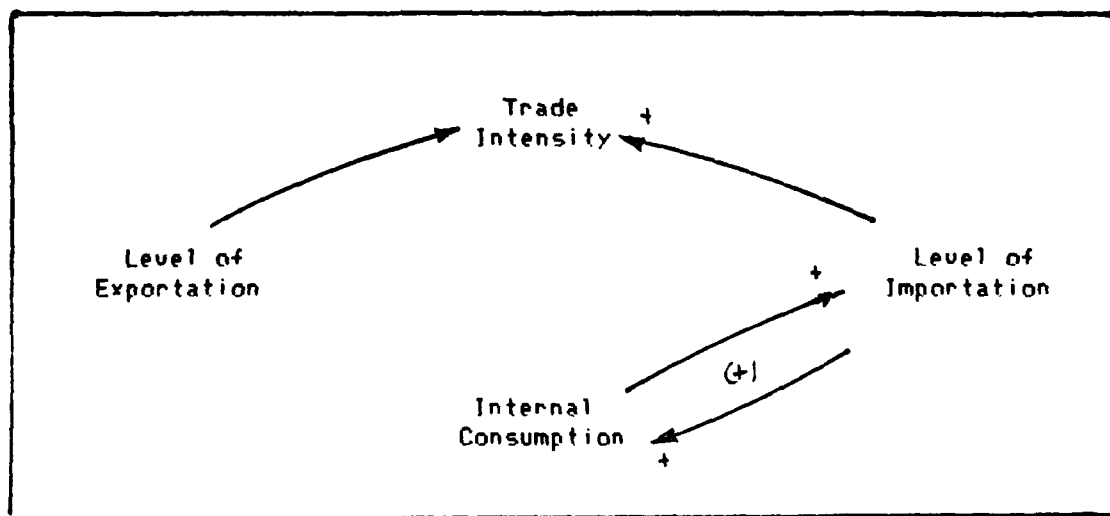 Trade +
Intensity
Level of
Exportation
Level of
Importation
+
(+)
Internal
Consumption
+